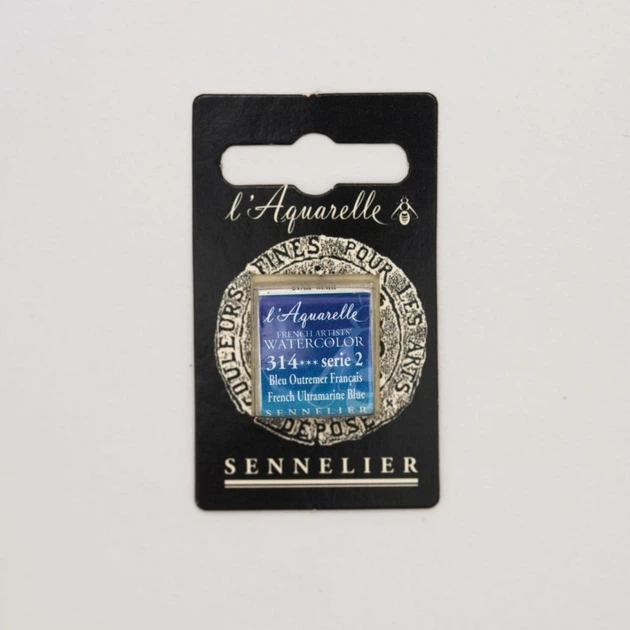 l'Aquarelle
COULEURS FINES POUR LES ARTS
DÉPOSÉ
l'Aquarelle
FRENCH ARTISTS'
WATERCOLOR
314*** serie 2
Bleu Outremer Français
French Ultramarine Blue
SENNELIER
SENNELIER